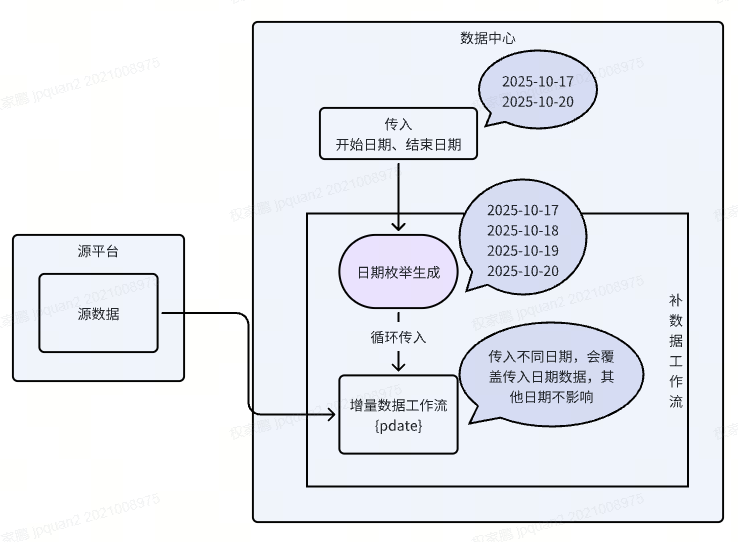 数据中心
2025-10-17
2025-10-20
传入
开始日期、结束日期
2025-10-17
2025-10-18
2025-10-19
2025-10-20
源平台
日期枚举生成
源数据
循环传入
传入不同日期，会覆
盖传入日期数据，其
他日期不影响
增量数据工作流
{pdate}
补
数
据
工
作
流
权家鹏 jpquan2 2021008975